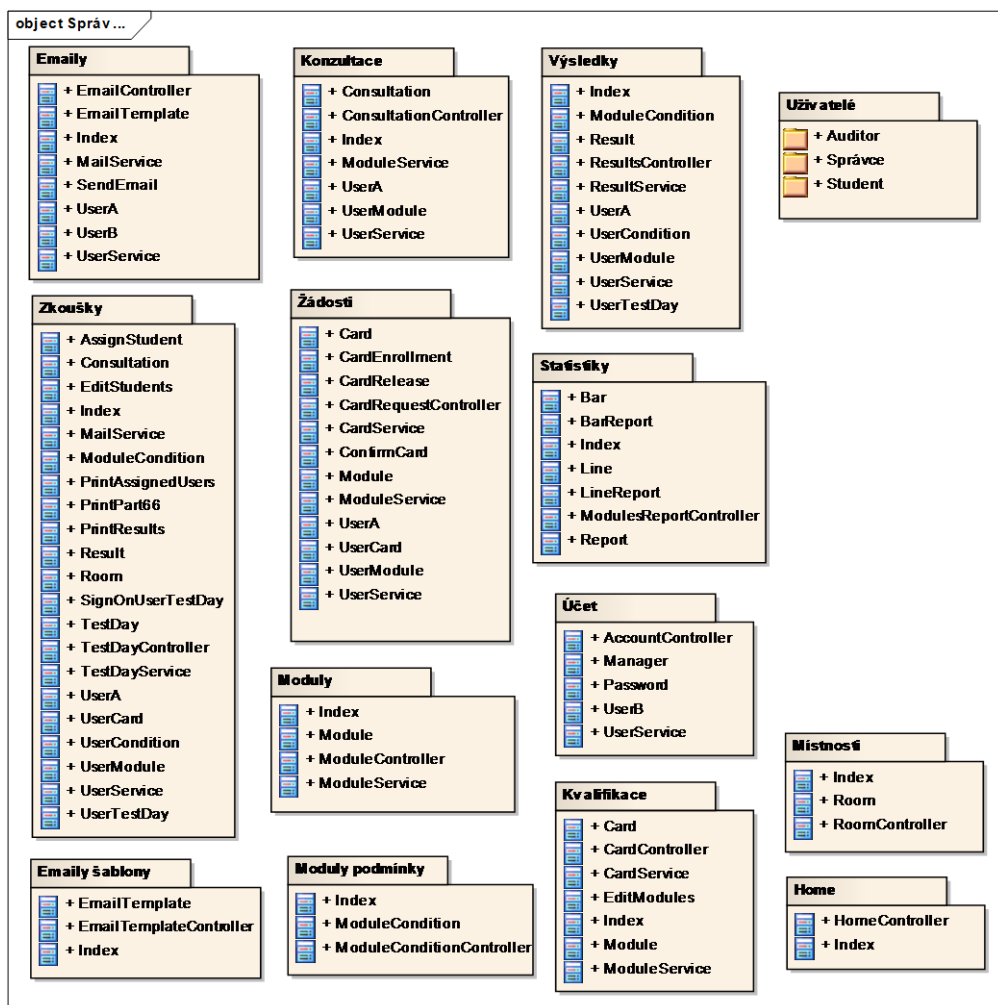 object Správ...
Emaily
+ EmailController
+ EmailTemplate
+ Index
+ MailService
+ SendEmail
+ UserA
+ UserB
+ UserService
Konzultace
+ Consultation
+ ConsultationController
+ Index
+ ModuleService
+ UserA
+ UserModule
+ UserService
Výsledky
+ Index
+ ModuleCondition
+ Result
+ ResultsController
+ ResultService
+ UserA
+ UserCondition
+ UserModule
+ UserService
+ UserTestDay
Uživatelé
+ Auditor
+ Správce
+ Student
Zkoušky
+ AssignStudent
+ Consultation
+ EditStudents
+ Index
+ MailService
+ ModuleCondition
+ PrintAssignedUsers
+ PrintPart66
+ PrintResults
+ Result
+ Room
+ SignOnUserTestDay
+ TestDay
+ TestDayController
+ TestDayService
+ UserA
+ UserCard
+ UserCondition
+ UserModule
+ UserService
+ UserTestDay
Žádosti
+ Card
+ CardEnrollment
+ CardRelease
+ CardRequestController
+ CardService
+ ConfirmCard
+ Module
+ ModuleService
+ UserA
+ UserCard
+ UserModule
+ UserService
Statistiky
+ Bar
+ BarReport
+ Index
+ Line
+ LineReport
+ ModulesReportController
+ Report
Účet
+ AccountController
+ Manager
+ Password
+ UserB
+ UserService
Moduly
+ Index
+ Module
+ ModuleController
+ ModuleService
Místnosti
+ Index
+ Room
+ RoomController
Kvalifikace
+ Card
+ CardController
+ CardService
+ EditModules
+ Index
+ Module
+ ModuleService
Emaily šablony
+ EmailTemplate
+ EmailTemplateController
+ Index
Moduly podmínky
+ Index
+ ModuleCondition
+ ModuleConditionController
Home
+ HomeController
+ Index